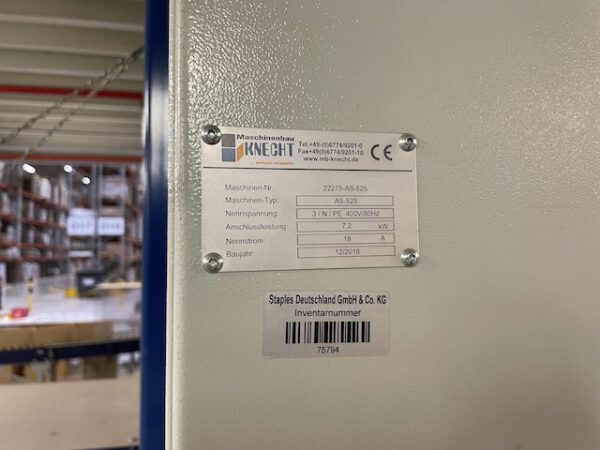 Maschinenbau
KNECHT
Tel.+49-(0)6774/9201-0
Fax+49(0)6774/9201-10
www.mb-knecht.de
CE
Maschinen-Nr.: 22275-AS-525
Maschinen-Typ: AS-525
Nennspannung: 3 / N / PE 400V/50Hz
Anschlussleistung: 7,2 kW
Nennstrom: 18 A
Baujahr: 12/2018
Staples Deutschland GmbH & Co. KG
Inventarnummer
75794